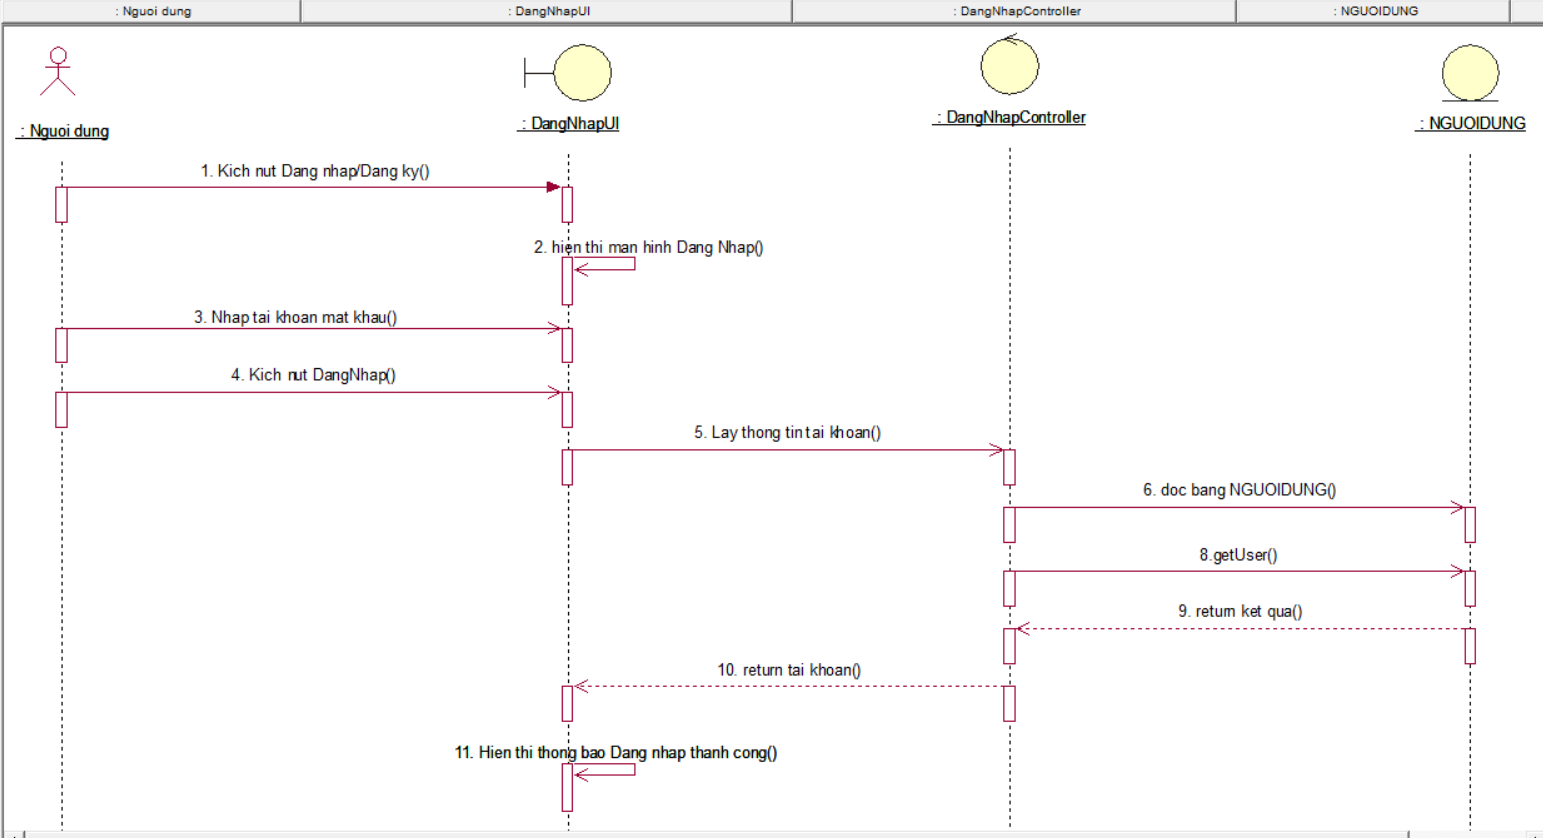 : Nguoi dung
: DangNhapUI
: DangNhapController
: NGUOIDUNG
: Nguoi dung
: DangNhapUI
: DangNhapController
: NGUOIDUNG
1. Kich nut Dang nhap/Dang ky()
2. hien thi man hinh Dang Nhap()
3. Nhap tai khoan mat khau()
4. Kich nut DangNhap()
5. Lay thong tin tai khoan()
6. doc bang NGUOIDUNG()
8.getUser()
9. return ket qua()
10. return tai khoan()
11. Hien thi thong bao Dang nhap thanh cong()